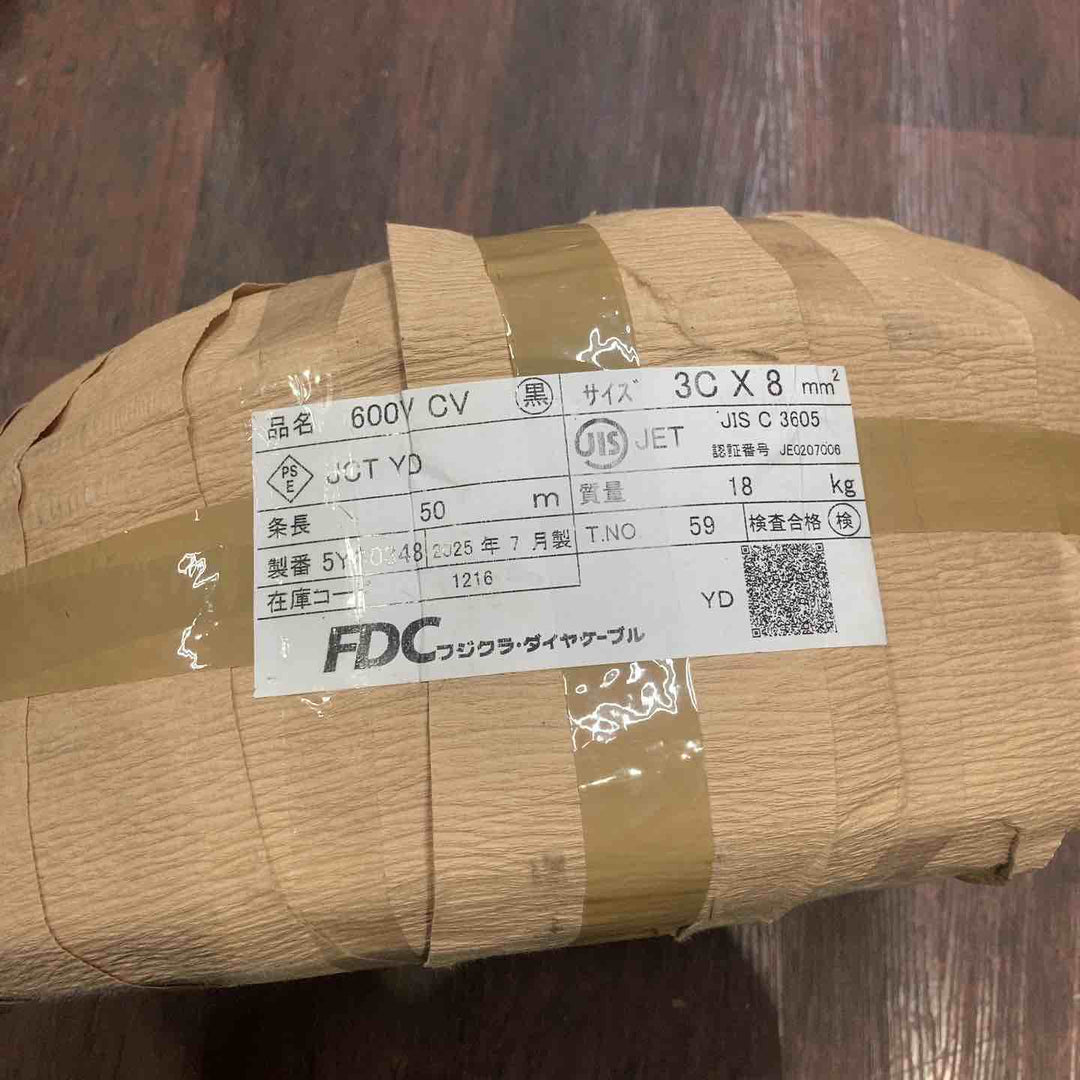 品名 600V CV 黒 サイズ 3C X 8 mm²
PS E JCT YD JIS JET JIS C 3605
認証番号 JE0207006
条長 50 m 質量 18 kg
製番 2025 年 7 月製 T.NO 59 検査合格 検
在庫コー 1216
YD
FDC フジクラ・ダイヤケーブル